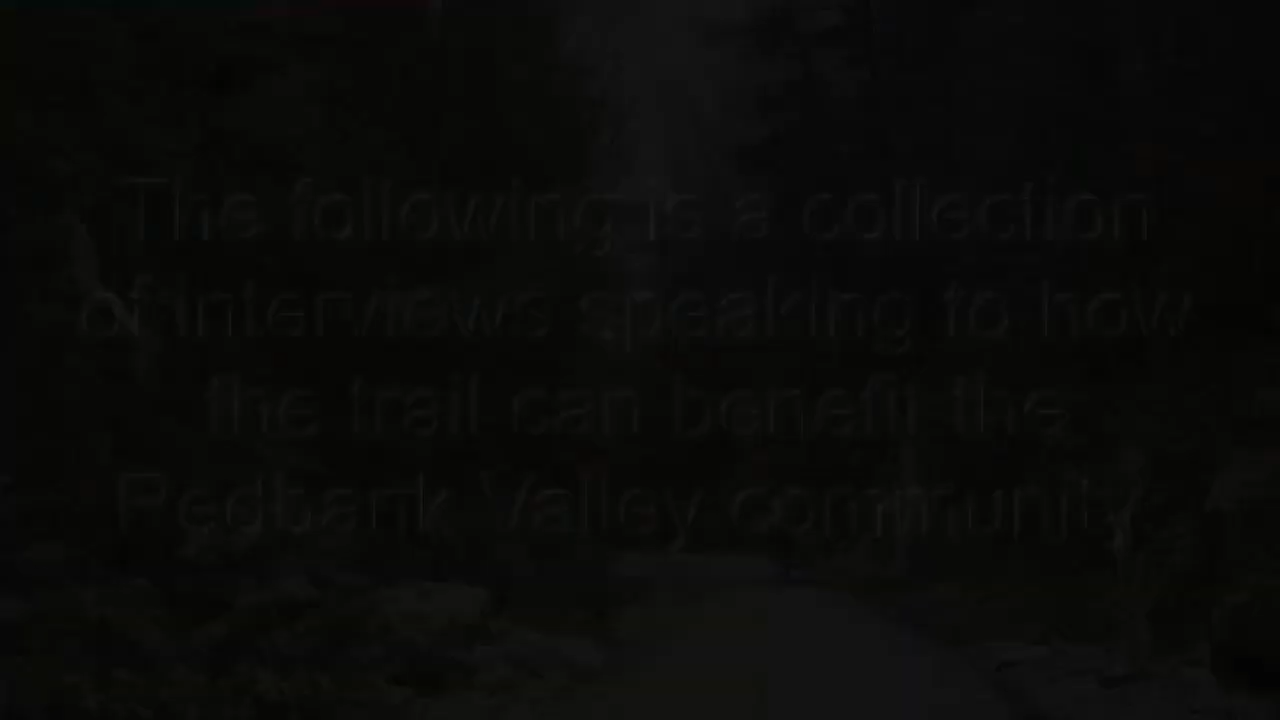 The following is a collection
of interviews speaking to how
the trail can benefit the
Redbank Valley community